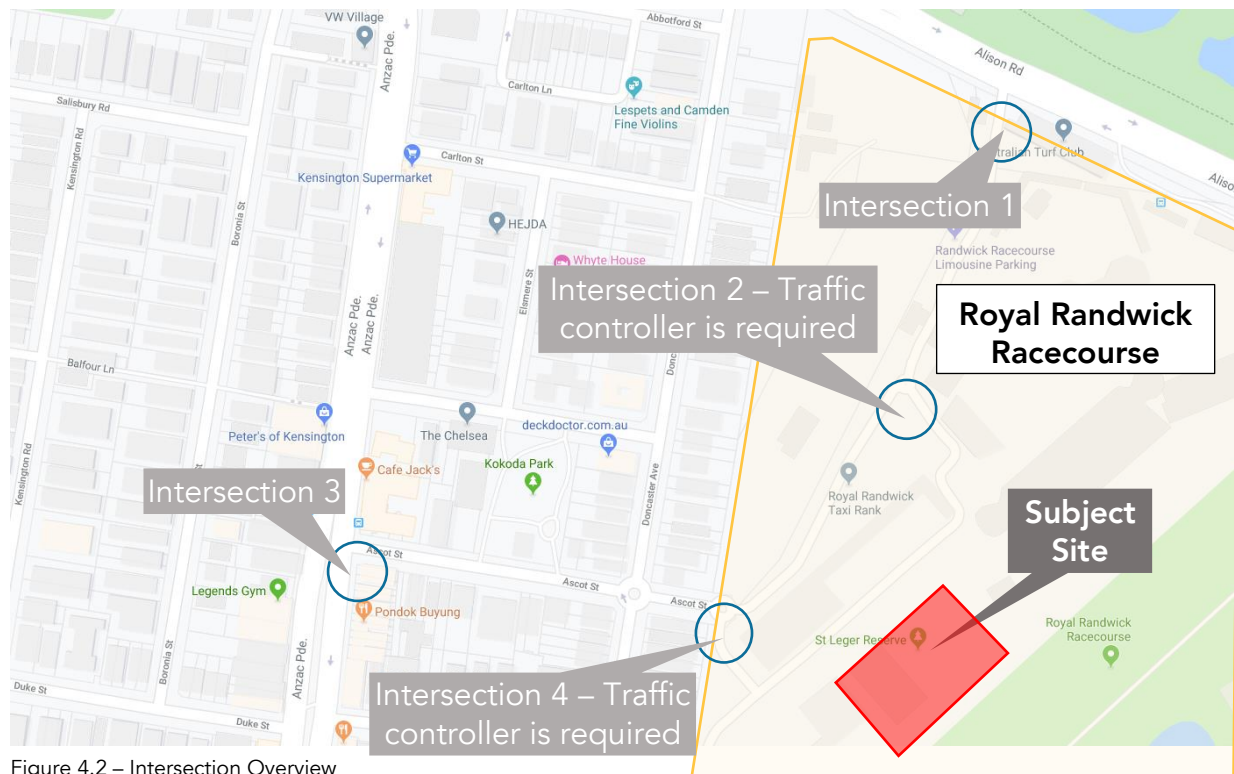 VW Village
Anzac Pde.
Abbotford St
Alison Rd
Salisbury Rd
Kensington Rd
Carlton Ln
Lespets and Camden
Fine Violins
Australian Turf Club
Kensington Supermarket
Carlton St
Boronia St
HEJDA
Intersection 1
Whyte House
Elsmere St
Randwick Racecourse
Limousine Parking
Intersection 2 – Traffic
controller is required
Royal Randwick
Racecourse
Anzac Pde.
Anzac Pde.
Balfour Ln
Peter's of Kensington
The Chelsea
deckdoctor.com.au
Cafe Jack's
Kokoda Park
Kensington Rd
Doncaster Ave
Intersection 3
Royal Randwick
Taxi Rank
Subject
Site
Ascot St
Ascot St
Ascot St
Legends Gym
Pondok Buyung
St Leger Reserve
Royal Randwick
Racecourse
Boronia St
Anzac Pde.
Intersection 4 – Traffic
controller is required
Duke St
Duke St
Figure 4.2 – Intersection Overview